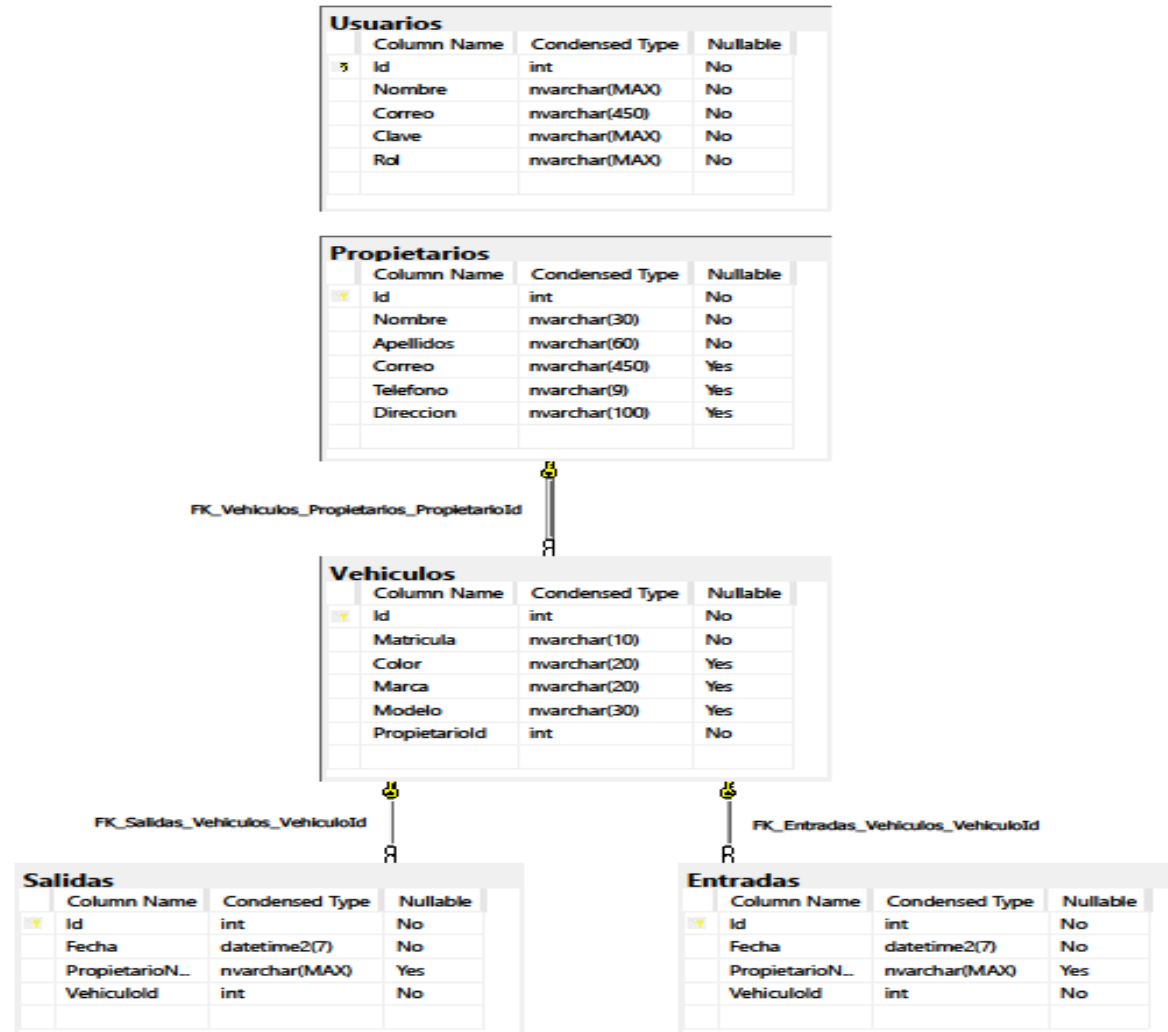 Usuarios
Column Name Condensed Type Nullable
Id int No
Nombre nvarchar(MAX) No
Correo nvarchar(450) No
Clave nvarchar(MAX) No
Rol nvarchar(MAX) No
Propietarios
Column Name Condensed Type Nullable
Id int No
Nombre nvarchar(30) No
Apellidos nvarchar(60) No
Correo nvarchar(450) Yes
Telefono nvarchar(9) Yes
Direccion nvarchar(100) Yes
FK_Vehiculos_Propietarios_PropietarioId
Vehiculos
Column Name Condensed Type Nullable
Id int No
Matricula nvarchar(10) No
Color nvarchar(20) Yes
Marca nvarchar(20) Yes
Modelo nvarchar(30) Yes
PropietarioId int No
FK_Salidas_Vehiculos_VehiculoId
FK_Entradas_Vehiculos_VehiculoId
Salidas
Column Name Condensed Type Nullable
Id int No
Fecha datetime2(7) No
PropietarioN... nvarchar(MAX) Yes
VehiculoId int No
Entradas
Column Name Condensed Type Nullable
Id int No
Fecha datetime2(7) No
PropietarioN... nvarchar(MAX) Yes
VehiculoId int No